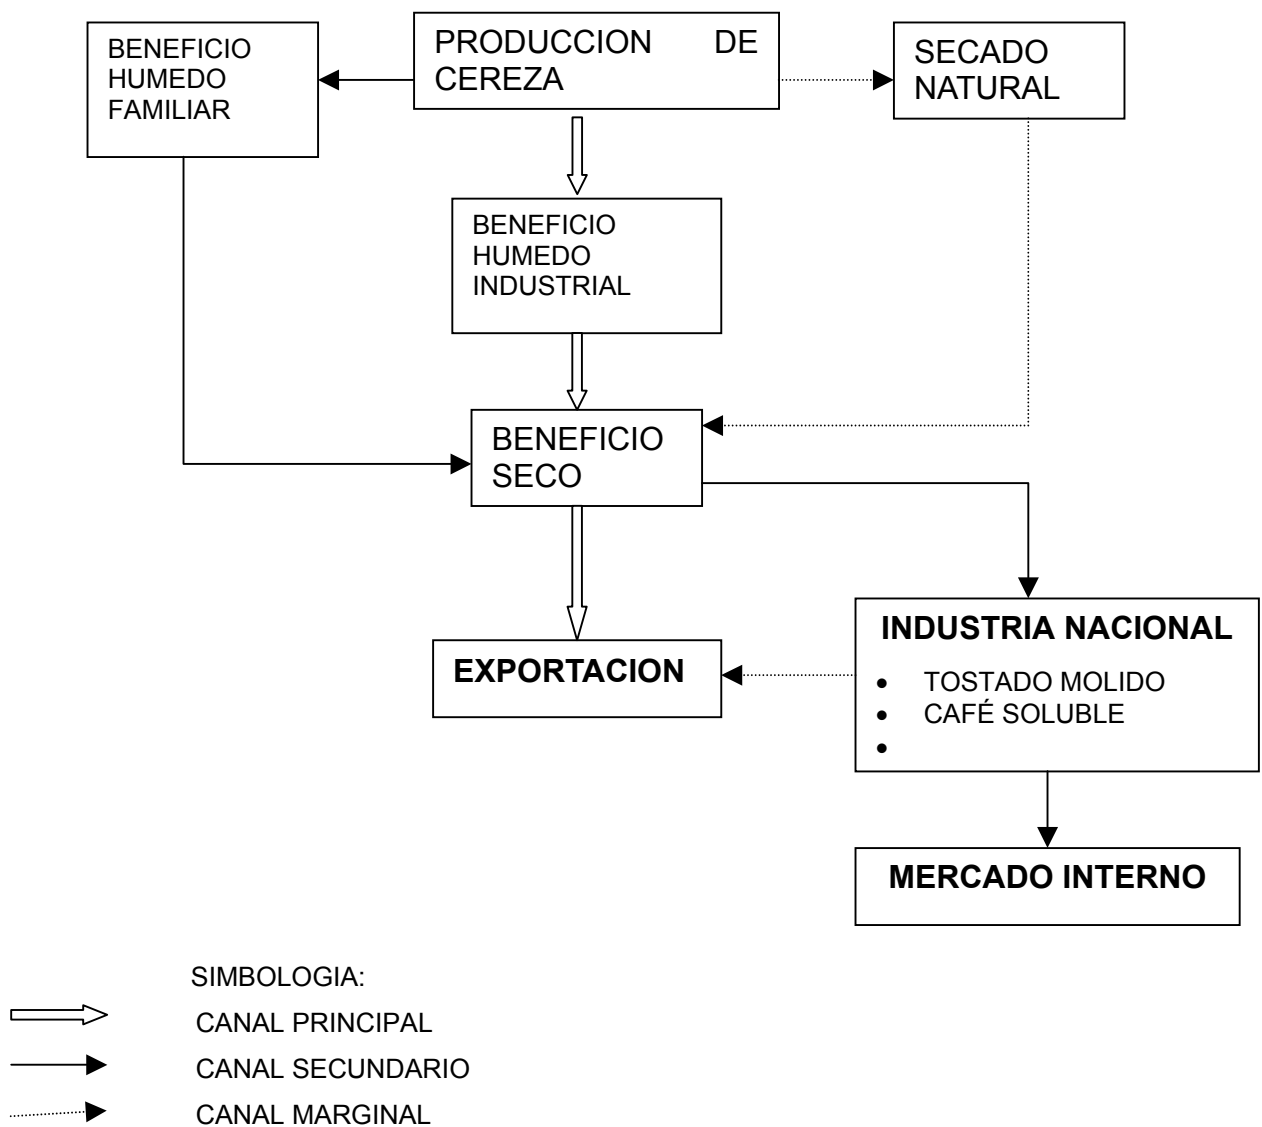 BENEFICIO
HUMEDO
FAMILIAR
PRODUCCION DE
CEREZA
SECADO
NATURAL
BENEFICIO
HUMEDO
INDUSTRIAL
BENEFICIO
SECO
EXPORTACION
INDUSTRIA NACIONAL
• TOSTADO MOLIDO
• CAFÉ SOLUBLE
•
MERCADO INTERNO
SIMBOLOGIA:
CANAL PRINCIPAL
CANAL SECUNDARIO
CANAL MARGINAL